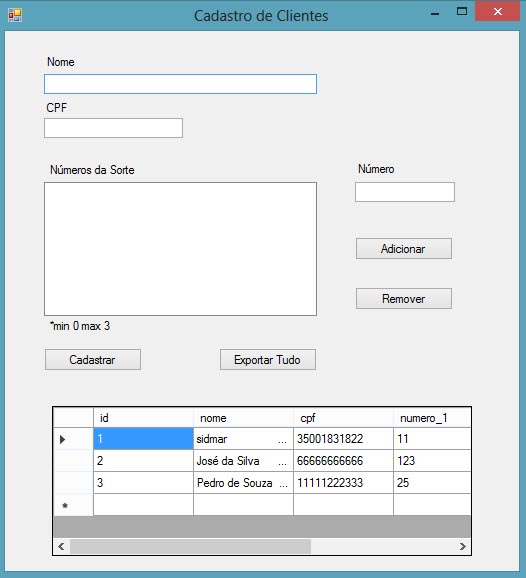 Cadastro de Clientes
Nome
CPF
Números da Sorte
Número
Adicionar
Remover
*min 0 max 3
Cadastrar Exportar Tudo
id nome cpf numero_1
1 sidmar ... 35001831822 11
2 José da Silva ... 66666666666 123
3 Pedro de Souza ... 11111222333 25